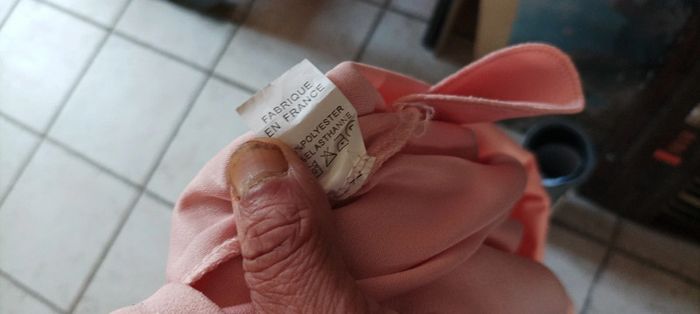 FABRIQUE
EN FRANCE
%POLYESTER
ELASTHANNE